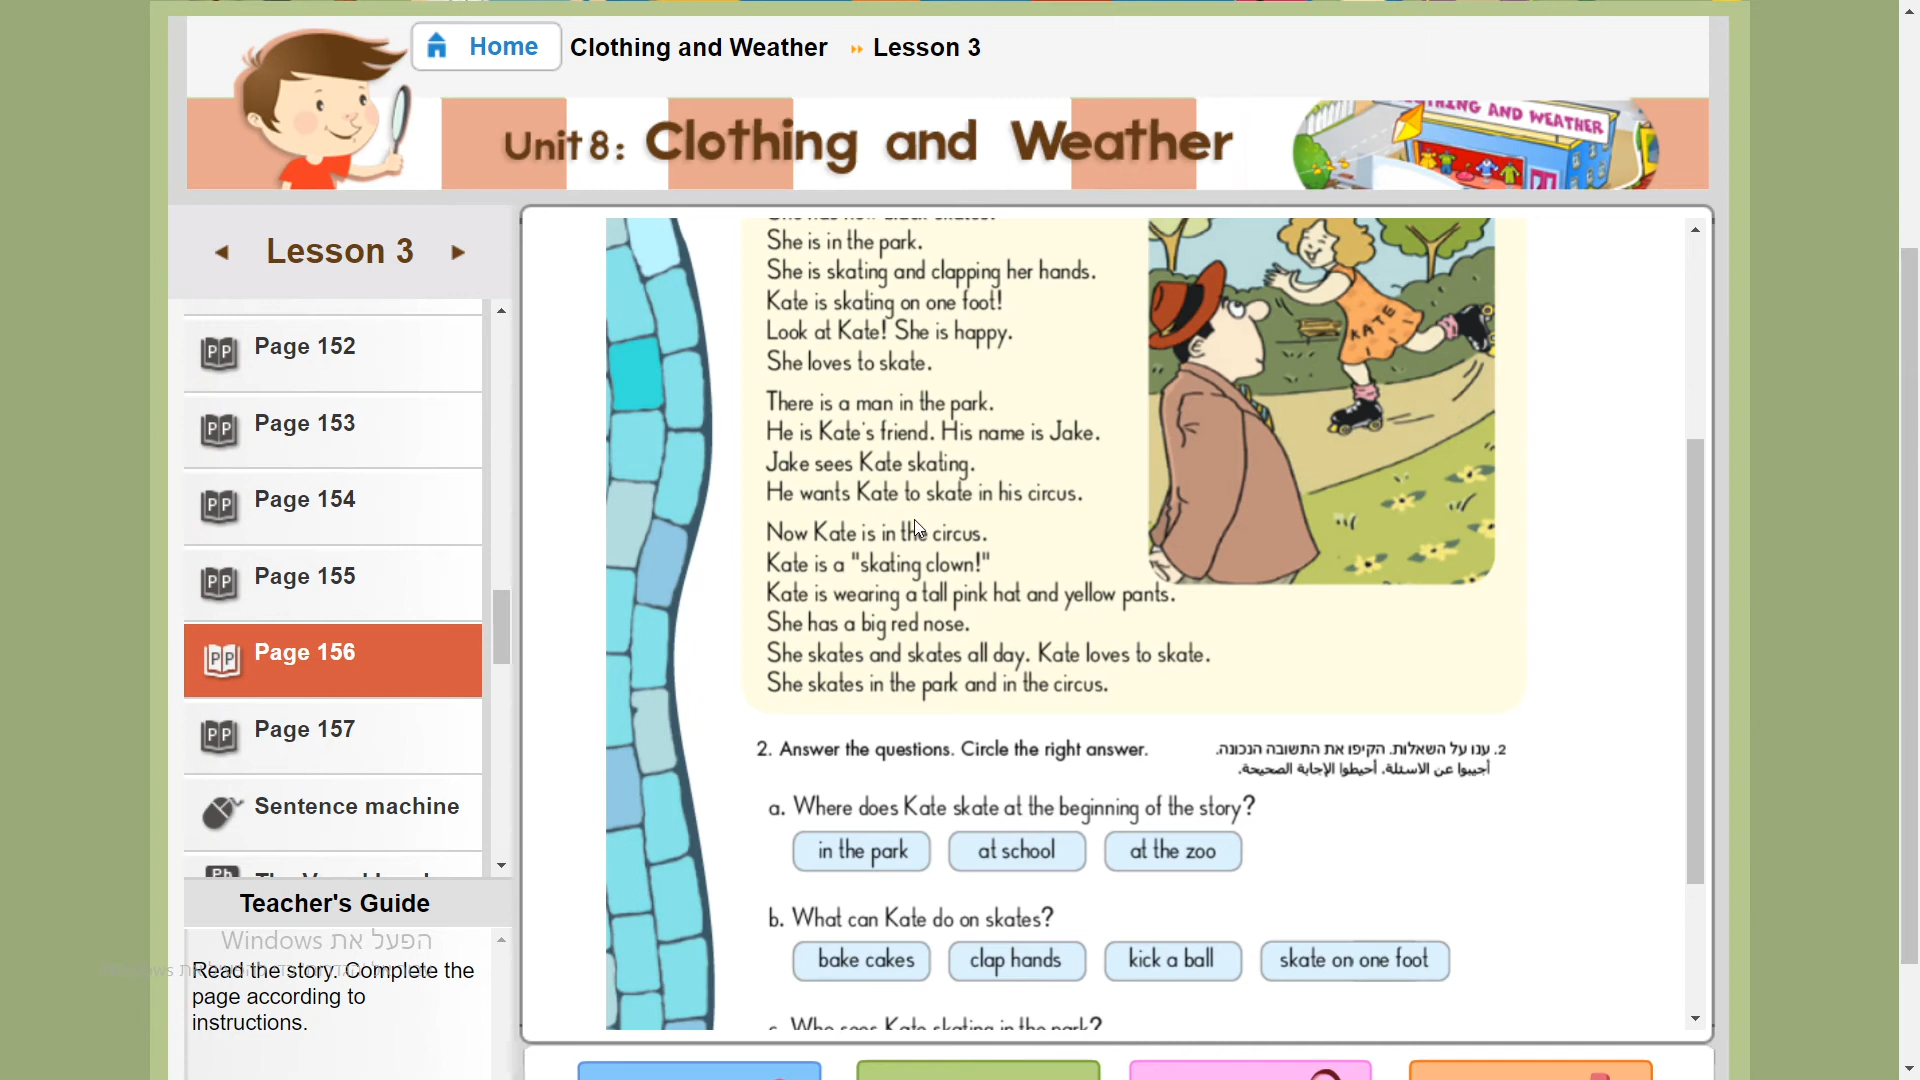 Home
Clothing and Weather
Lesson 3
Unit 8: Clothing and Weather
CLOTHING AND WEATHER
Lesson 3
Page 152
Page 153
Page 154
Page 155
Page 156
Page 157
Sentence machine
Teacher's Guide
הפעל את Windows
Read the story. Complete the
page according to
instructions.
She is in the park.
She is skating and clapping her hands.
Kate is skating on one foot!
Look at Kate! She is happy.
She loves to skate.
There is a man in the park.
He is Kate's friend. His name is Jake.
Jake sees Kate skating.
He wants Kate to skate in his circus.
Now Kate is in the circus.
Kate is a "skating clown!"
Kate is wearing a tall pink hat and yellow pants.
She has a big red nose.
She skates and skates all day. Kate loves to skate.
She skates in the park and in the circus.
KATE
2. Answer the questions. Circle the right answer.
2. ענו על השאלות. הקיפו את התשובה הנכונה.
أجيبوا عن الاسئلة. أحيطوا الإجابة الصحيحة.
a. Where does Kate skate at the beginning of the story?
in the park
at school
at the zoo
b. What can Kate do on skates?
bake cakes
clap hands
kick a ball
skate on one foot
c. Who sees Kate skating in the park?